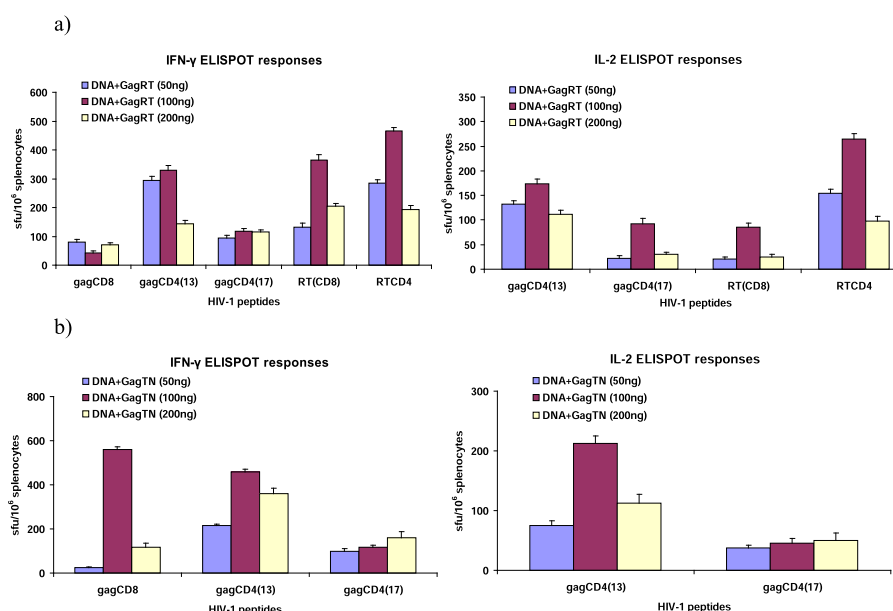 a)
IFN-γ ELISPOT responses
DNA+GagRT (50ng)
DNA+GagRT (100ng)
DNA+GagRT (200ng)
600
500
400
300
200
100
0
sfu/10⁶ splenocytes
gagCD8 gagCD4(13) gagCD4(17) RT(CD8) RTCD4
HIV-1 peptides
IL-2 ELISPOT responses
DNA+GagRT (50ng)
DNA+GagRT (100ng)
DNA+GagRT (200ng)
350
300
250
200
150
100
50
0
sfu/10⁶ splenocytes
gagCD4(13) gagCD4(17) RT(CD8) RTCD4
HIV-1 peptides
b)
IFN-γ ELISPOT responses
DNA+GagTN (50ng)
DNA+GagTN (100ng)
DNA+GagTN (200ng)
800
600
400
200
0
sfu/10⁶ splenocytes
gagCD8 gagCD4(13) gagCD4(17)
HIV-1 peptides
IL-2 ELISPOT responses
DNA+GagTN (50ng)
DNA+GagTN (100ng)
DNA+GagTN (200ng)
300
200
100
0
sfu/10⁶ splenocytes
gagCD4(13) gagCD4(17)
HIV-1 peptides